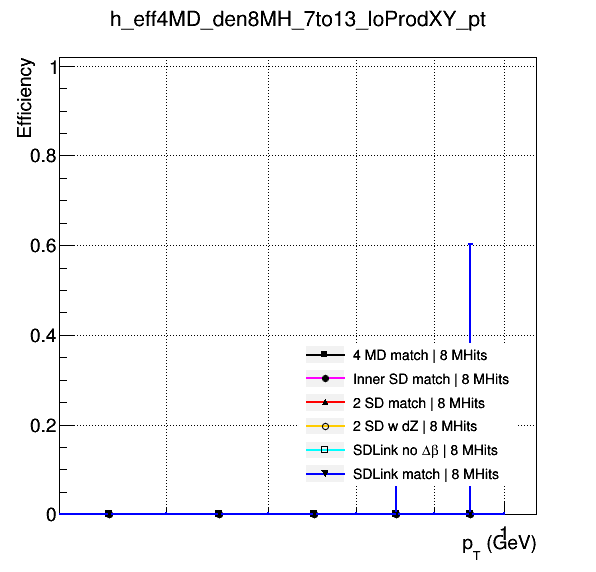 h_eff4MD_den8MH_7to13_loProdXY_pt
Efficiency
1
0.8
0.6
0.4
0.2
0
4 MD match | 8 MHits
Inner SD match | 8 MHits
2 SD match | 8 MHits
2 SD w dZ | 8 MHits
SDLink no Δβ | 8 MHits
SDLink match | 8 MHits
1
p_T (GeV)